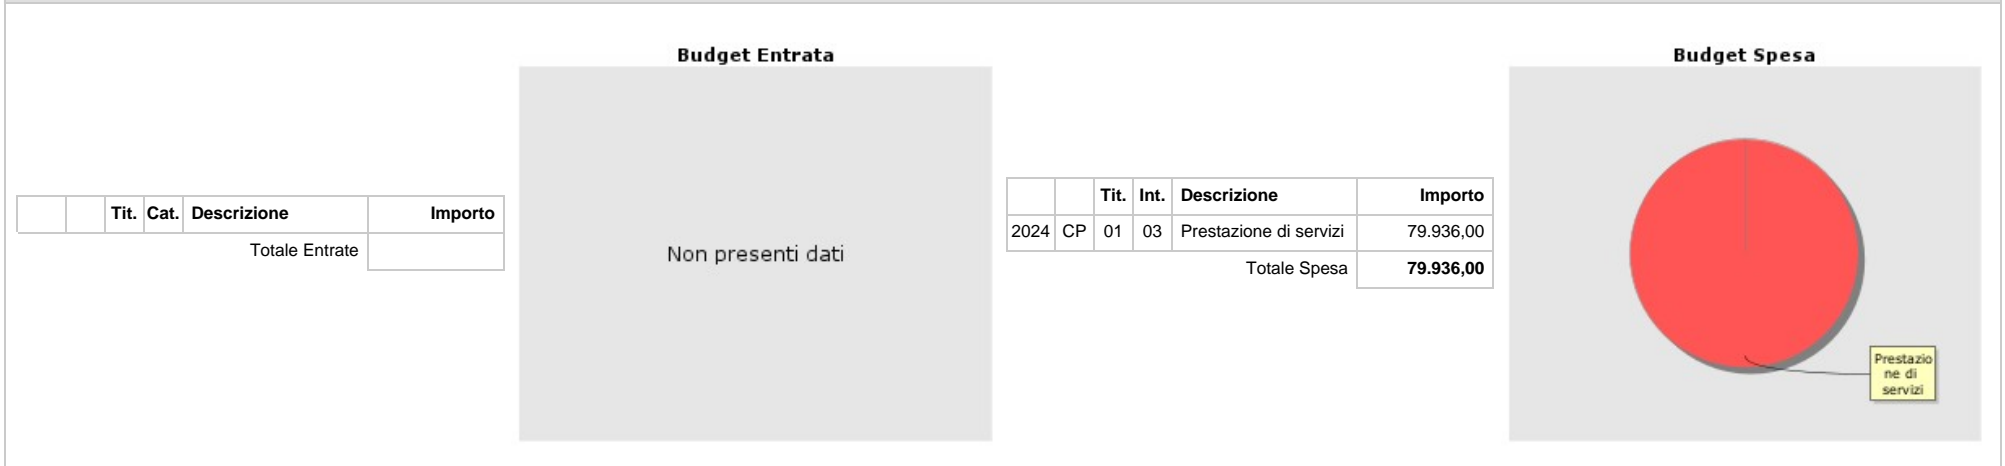 Budget Entrata
Tit. Cat. Descrizione Importo
Totale Entrate
Non presenti dati
Tit. Int. Descrizione Importo
2024 CP 01 03 Prestazione di servizi 79.936,00
Totale Spesa 79.936,00
Budget Spesa
Prestazio
ne di
servizi